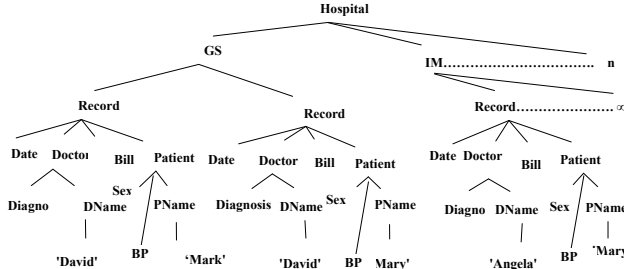 Hospital
GS
IM.................................. n
Record
Record
Record........................∞
Date Doctor Bill Patient Date Doctor Bill Patient Date Doctor Bill Patient
Diagno DName Sex PName Diagnosis DName Sex PName Diagno DName Sex PName
'David' BP 'Mark' 'David' BP Mary' 'Angela' BP 'Mary